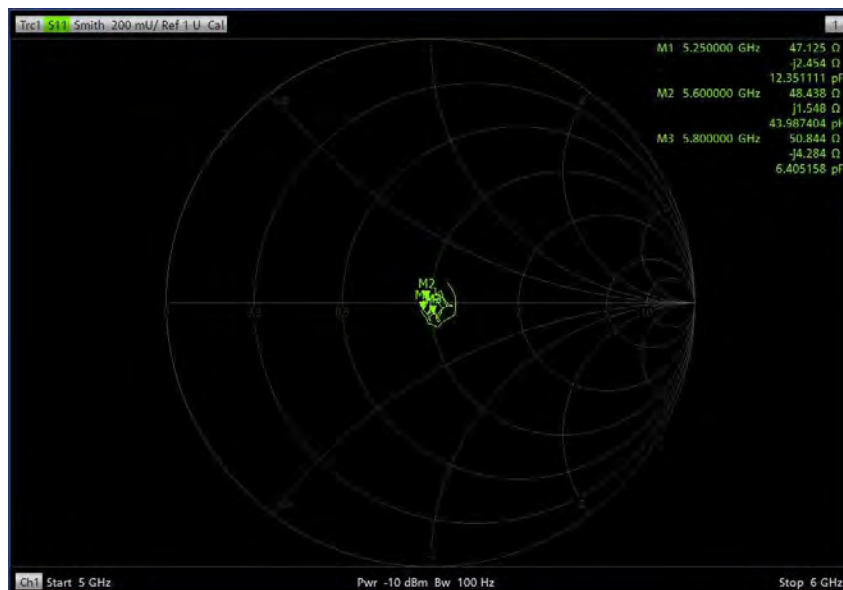 Trc1 S11 Smith 200 mU/ Ref 1 U Cal
1
M1 5.250000 GHz 47.125 Ω
-j2.454 Ω
12.351111 pF
M2 5.600000 GHz 48.438 Ω
j1.548 Ω
43.987404 pH
M3 5.800000 GHz 50.844 Ω
-j4.284 Ω
6.405158 pF
M2
Ch1 Start 5 GHz Pwr -10 dBm Bw 100 Hz Stop 6 GHz